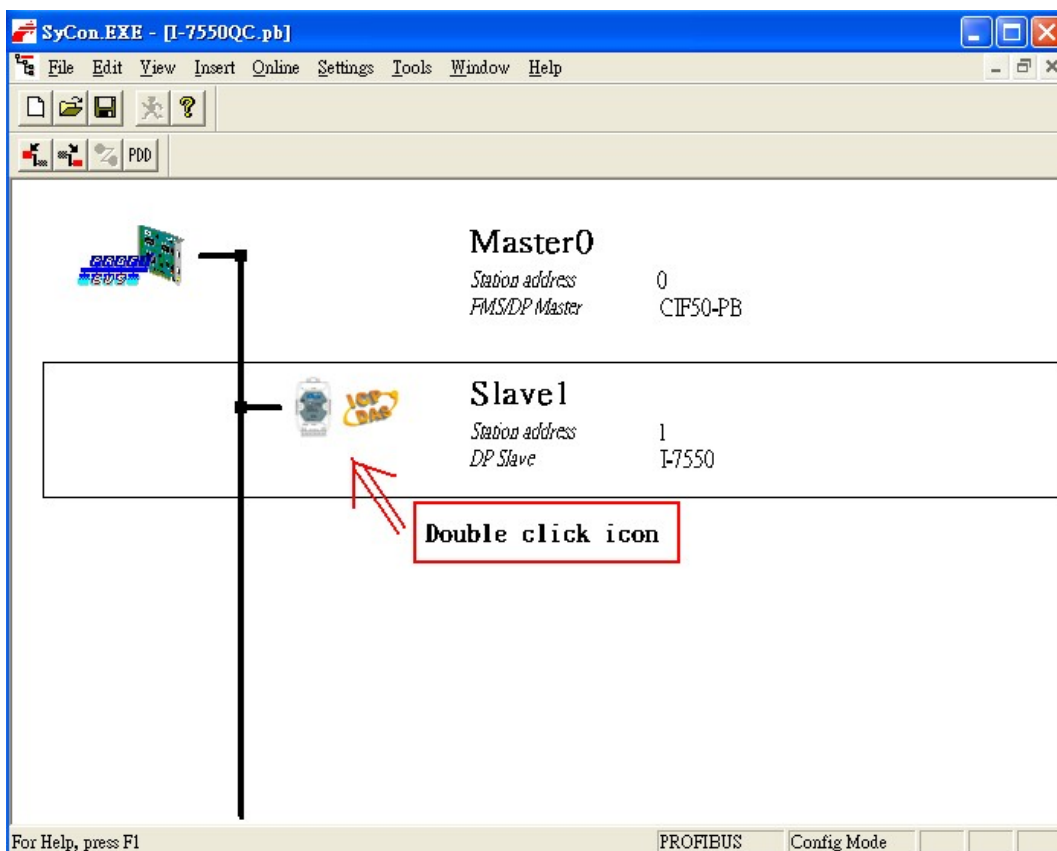 SyCon.EXE - [I-7550QC.pb]
File Edit View Insert Online Settings Tools Window Help
PDD
Master0
Station address 0
FMS/DP Master CIF50-PB
Slave1
Station address 1
DP Slave I-7550
ICP
DAS
Double click icon
For Help, press F1 PROFIBUS Config Mode